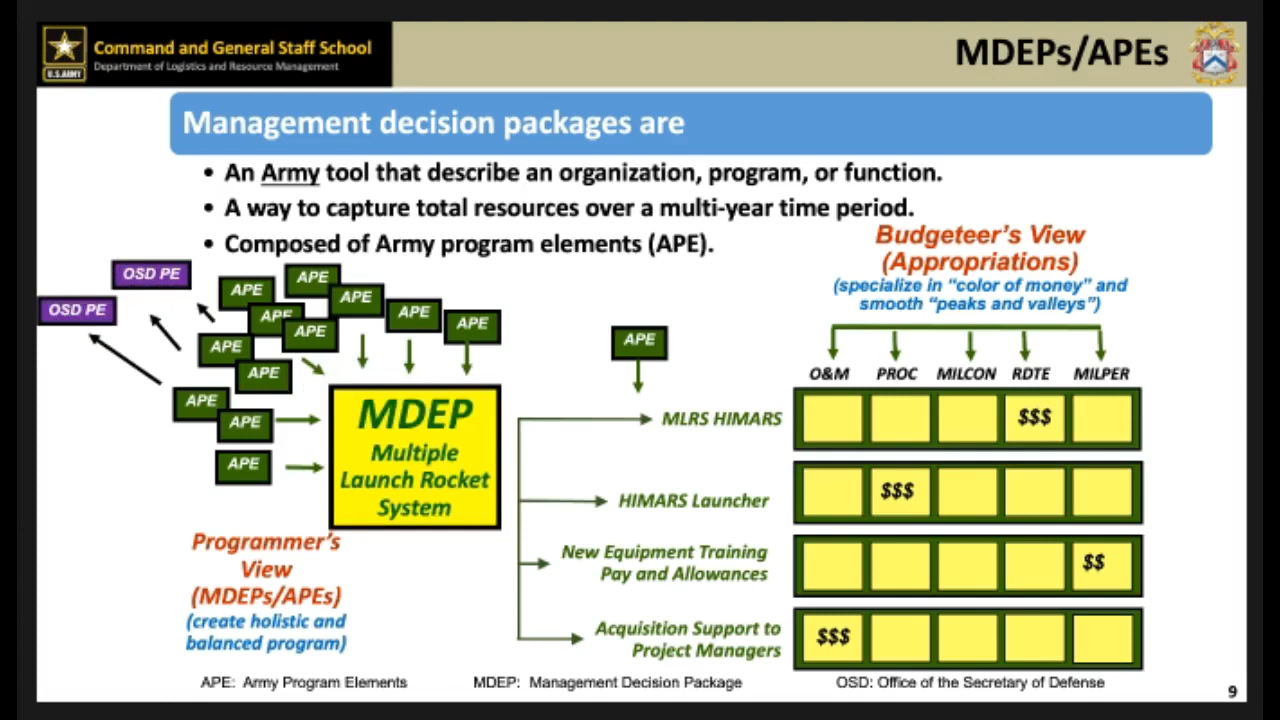 Command and General Staff School
Department of Logistics and Resource Management
U.S.ARMY
MDEPs/APEs
Management decision packages are
• An Army tool that describe an organization, program, or function.
• A way to capture total resources over a multi-year time period.
• Composed of Army program elements (APE).
Budgeteer's View
(Appropriations)
(specialize in "color of money" and
smooth "peaks and valleys")
OSD PE
OSD PE
APE
APE
APE
APE
APE
APE
APE
APE
APE
APE
APE
APE
MDEP
Multiple
Launch Rocket
System
Programmer's
View
(MDEPs/APEs)
(create holistic and
balanced program)
APE
O&M PROC MILCON RDTE MILPER
MLRS HIMARS $$$
HIMARS Launcher $$$
New Equipment Training
Pay and Allowances $$
Acquisition Support to
Project Managers $$$
APE: Army Program Elements MDEP: Management Decision Package OSD: Office of the Secretary of Defense
9